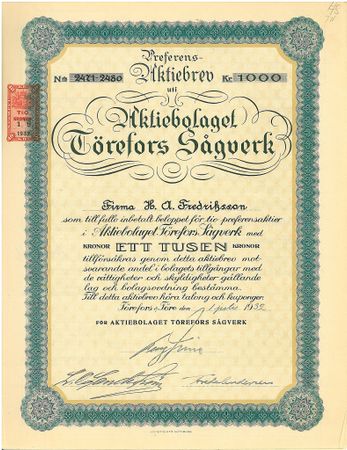 Preferens-
Aktiebrev
No 2471-2480 Kr. 1000
uti
Aktiebolaget
Törefors Sågverk
TIO
1932
Firma H. A. Fredriksson
som till fullo inbetalt beloppet för tio preferensaktier
i Aktiebolaget Törefors Sågverk med
KRONOR ETT TUSEN KRONOR
tillförsäkras genom detta aktiebrev mot-
svarande andel i bolagets tillgångar med
de rättigheter och skyldigheter gällande
lag och bolagsordning bestämma.
Till detta aktiebrev höra talong och kuponger.
Törefors, Töre den 1 1932
FÖR AKTIEBOLAGET TÖREFORS SÅGVERK